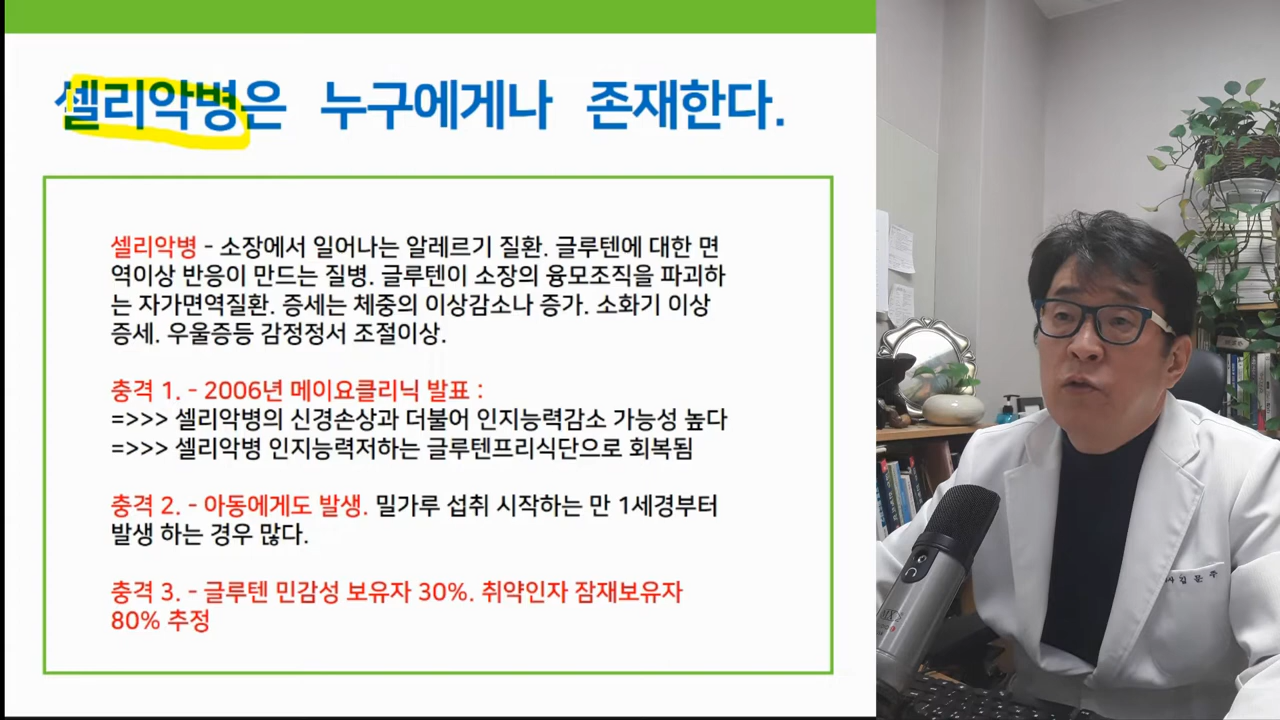 셀리악병은 누구에게나 존재한다.
셀리악병 - 소장에서 일어나는 알레르기 질환. 글루텐에 대한 면
역이상 반응이 만드는 질병. 글루텐이 소장의 융모조직을 파괴하
는 자가면역질환. 증세는 체중의 이상감소나 증가. 소화기 이상
증세. 우울증등 감정정서 조절이상.
충격 1. - 2006년 메이요클리닉 발표 :
=>>> 셀리악병의 신경손상과 더불어 인지능력감소 가능성 높다
=>>> 셀리악병 인지능력저하는 글루텐프리식단으로 회복됨
충격 2. - 아동에게도 발생. 밀가루 섭취 시작하는 만 1세경부터
발생 하는 경우 많다.
충격 3. - 글루텐 민감성 보유자 30%. 취약인자 잠재보유자
80% 추정
김 문 주